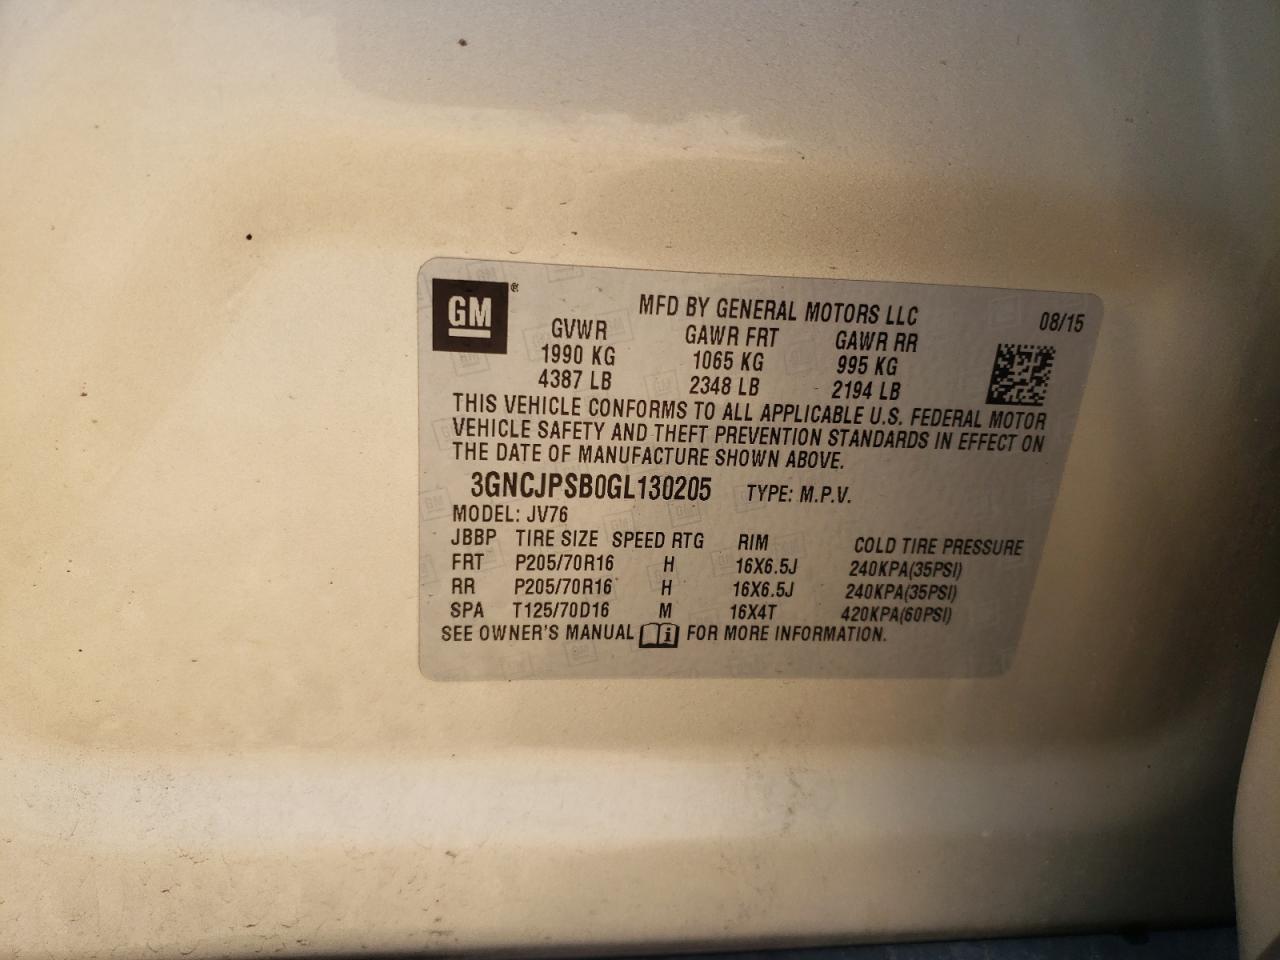 GM ®
MFD BY GENERAL MOTORS LLC 08/15
GVWR GAWR FRT GAWR RR
1990 KG 1065 KG 995 KG
4387 LB 2348 LB 2194 LB
THIS VEHICLE CONFORMS TO ALL APPLICABLE U.S. FEDERAL MOTOR
VEHICLE SAFETY AND THEFT PREVENTION STANDARDS IN EFFECT ON
THE DATE OF MANUFACTURE SHOWN ABOVE.
3GNCJPSB0GL130205 TYPE: M.P.V.
MODEL: JV76
JBBP TIRE SIZE SPEED RTG RIM COLD TIRE PRESSURE
FRT P205/70R16 H 16X6.5J 240KPA(35PSI)
RR P205/70R16 H 16X6.5J 240KPA(35PSI)
SPA T125/70D16 M 16X4T 420KPA(60PSI)
SEE OWNER'S MANUAL i FOR MORE INFORMATION.